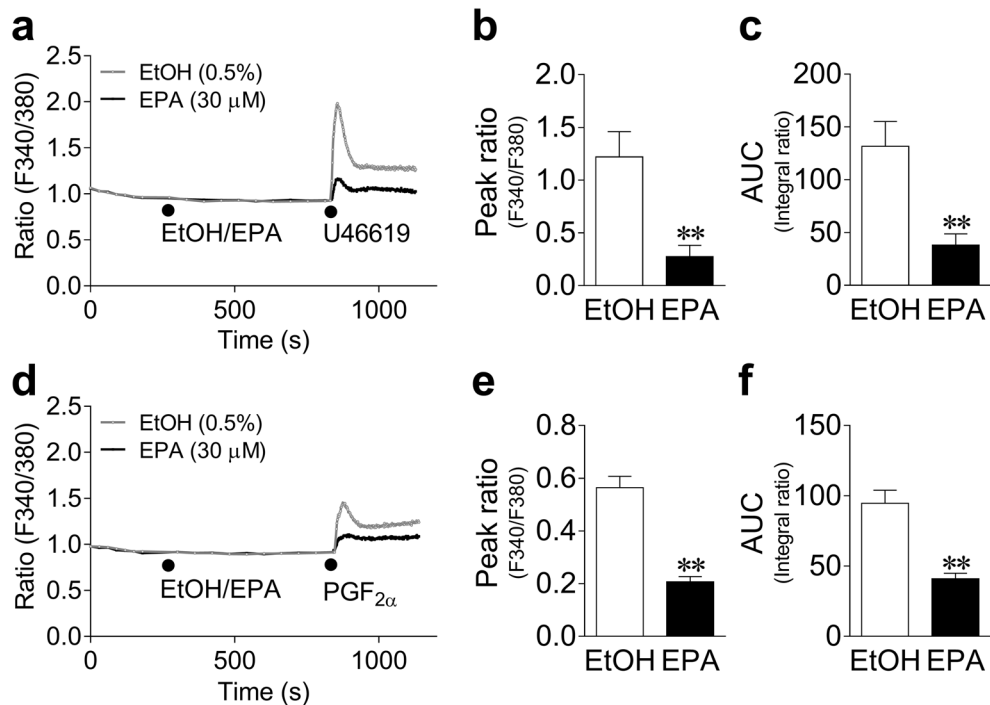 a
Ratio (F340/380)
2.5
2.0
1.5
1.0
0.5
0.0
EtOH (0.5%)
EPA (30 μM)
EtOH/EPA
U46619
0
500
1000
Time (s)
b
Peak ratio
(F340/F380)
2.0
1.5
1.0
0.5
0.0
**
EtOH
EPA
c
AUC
(Integral ratio)
200
150
100
50
0
**
EtOH
EPA
d
Ratio (F340/380)
2.5
2.0
1.5
1.0
0.5
0.0
EtOH (0.5%)
EPA (30 μM)
EtOH/EPA
PGF2α
0
500
1000
Time (s)
e
Peak ratio
(F340/F380)
0.8
0.6
0.4
0.2
0.0
**
EtOH
EPA
f
AUC
(Integral ratio)
150
100
50
0
**
EtOH
EPA